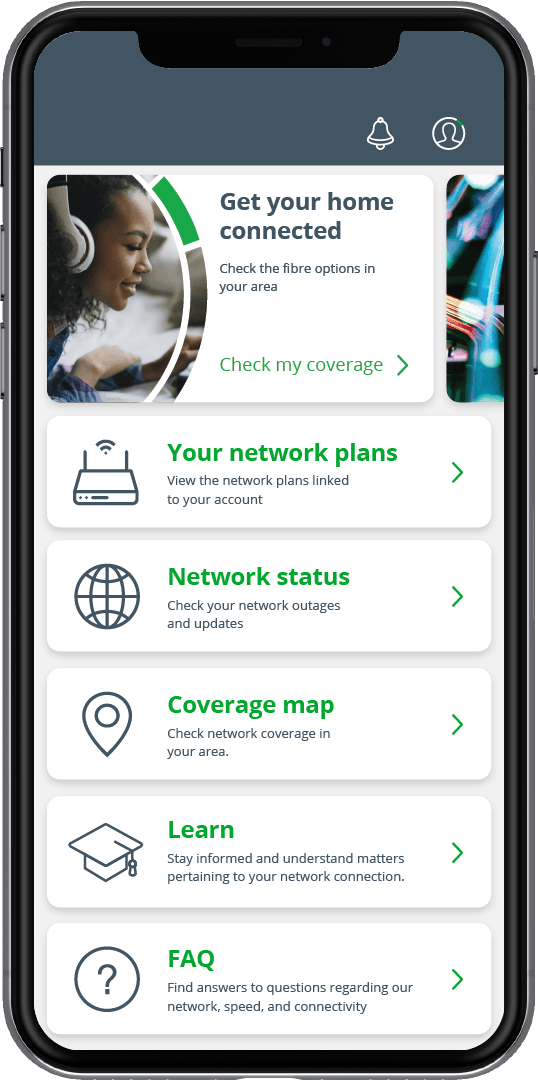 Get your home
connected
Check the fibre options in
your area
Check my coverage
Your network plans
View the network plans linked
to your account
Network status
Check your network outages
and updates
Coverage map
Check network coverage in
your area.
Learn
Stay informed and understand matters
pertaining to your network connection.
?
FAQ
Find answers to questions regarding our
network, speed, and connectivity